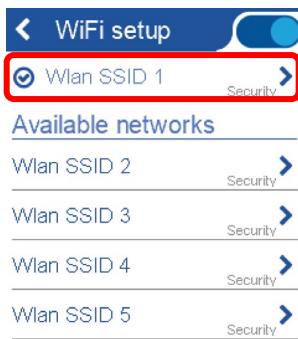 WiFi setup
Wlan SSID 1
Security
Available networks
Wlan SSID 2
Security
Wlan SSID 3
Security
Wlan SSID 4
Security
Wlan SSID 5
Security